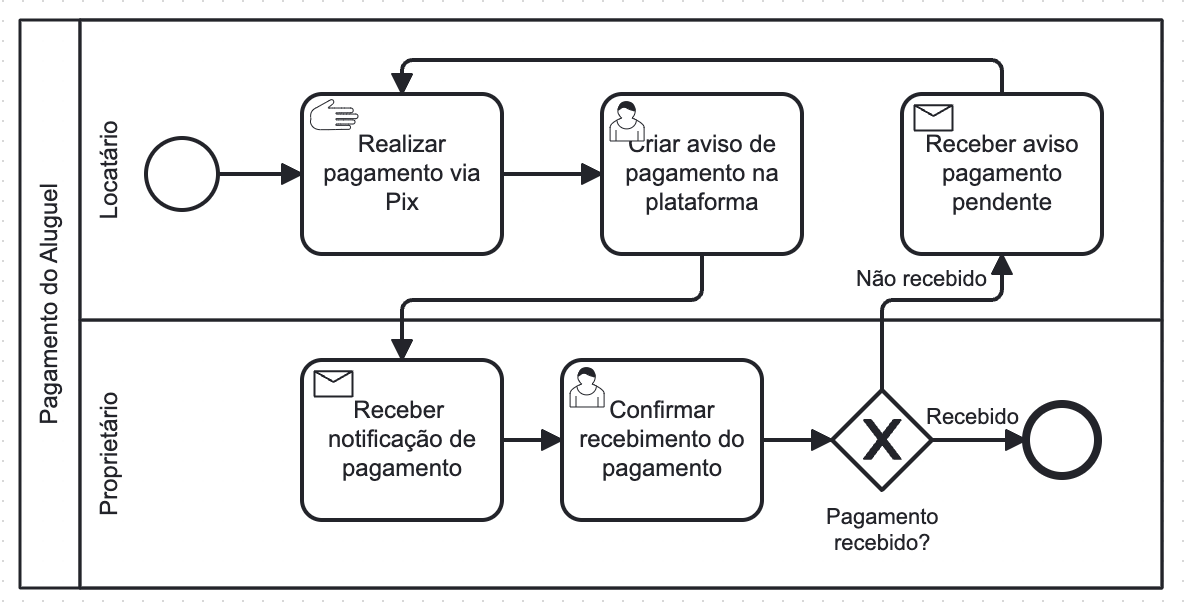 Pagamento do Aluguel
Locatário
Realizar
pagamento via
Pix
Criar aviso de
pagamento na
plataforma
Receber aviso
pagamento
pendente
Não recebido
Proprietário
Receber
notificação de
pagamento
Confirmar
recebimento do
pagamento
X
Recebido
Pagamento
recebido?